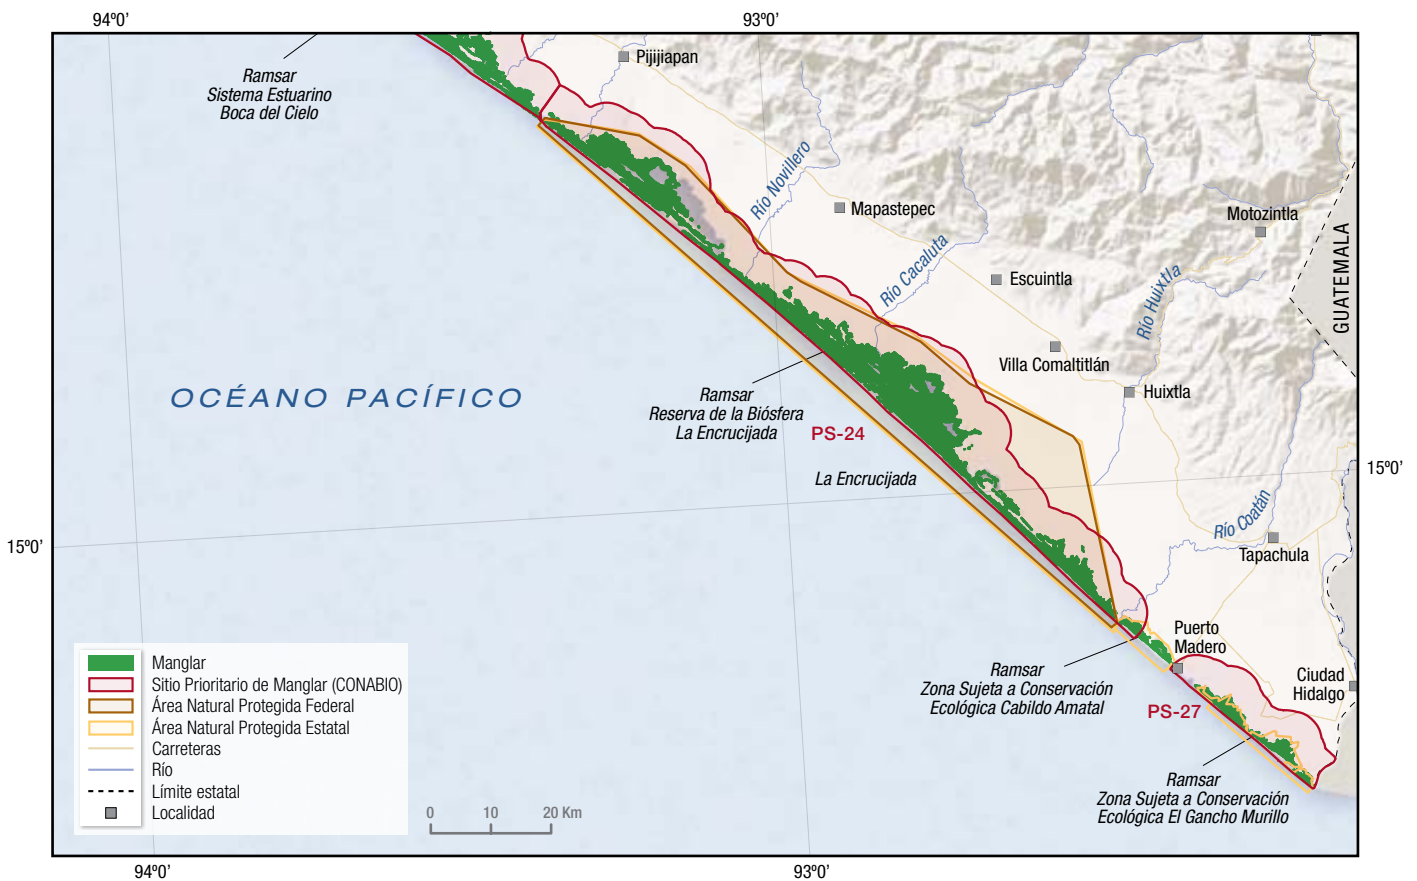 94º0'
93º0'
Pijijiapan
Ramsar
Sistema Estuarino
Boca del Cielo
Río Novillero
Mapastepec
Motozintla
GUATEMALA
Río Cacaluta
Escuintla
Río Huixtla
Villa Comaltitlán
Huixtla
OCÉANO PACÍFICO
Ramsar
Reserva de la Biósfera
La Encrucijada
PS-24
La Encrucijada
15º0'
Río Coatán
Tapachula
15º0'
Puerto
Madero
Ramsar
Zona Sujeta a Conservación
Ecológica Cabildo Amatal
Ciudad
Hidalgo
PS-27
Ramsar
Zona Sujeta a Conservación
Ecológica El Gancho Murillo
Manglar
Sitio Prioritario de Manglar (CONABIO)
Área Natural Protegida Federal
Área Natural Protegida Estatal
Carreteras
Río
Límite estatal
Localidad
0 10 20 Km
94º0'
93º0'